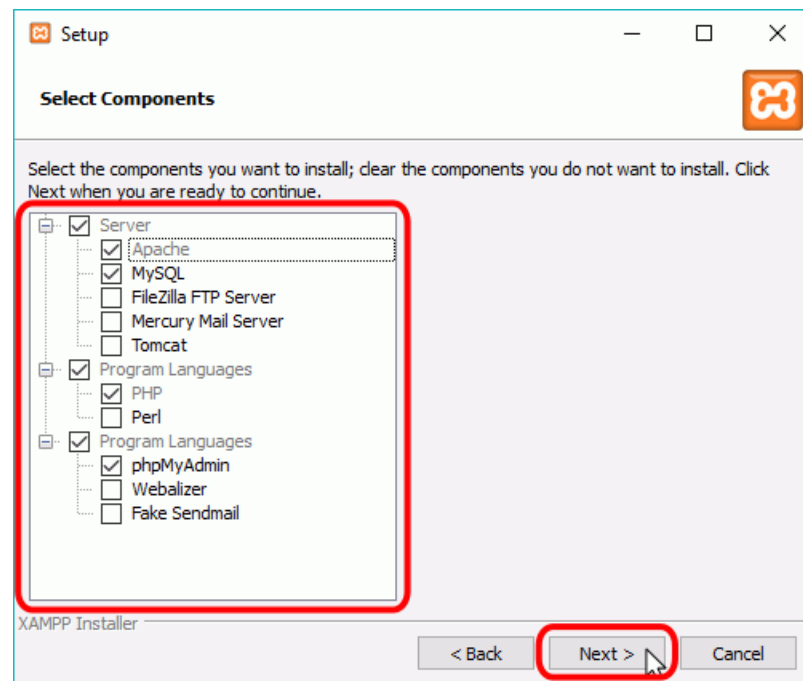 Setup
Select Components
Select the components you want to install; clear the components you do not want to install. Click
Next when you are ready to continue.
Server
Apache
MySQL
FileZilla FTP Server
Mercury Mail Server
Tomcat
Program Languages
PHP
Perl
Program Languages
phpMyAdmin
Webalizer
Fake Sendmail
XAMPP Installer
< Back Next > Cancel